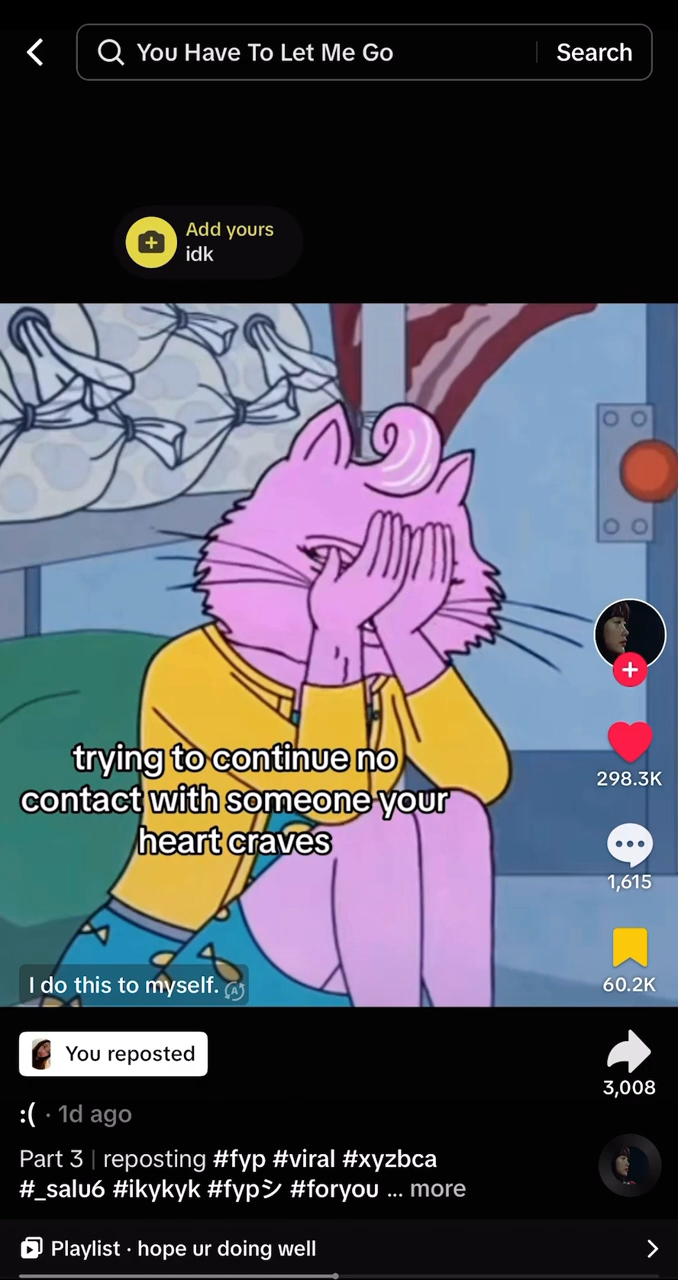 You Have To Let Me Go
Search
Add yours
idk
trying to continue no
contact with someone your
heart craves
I do this to myself.
298.3K
1,615
60.2K
3,008
You reposted
:( · 1d ago
Part 3 | reposting #fyp #viral #xyzbca
#_salu6 #ikykyk #fypシ #foryou ... more
Playlist · hope ur doing well